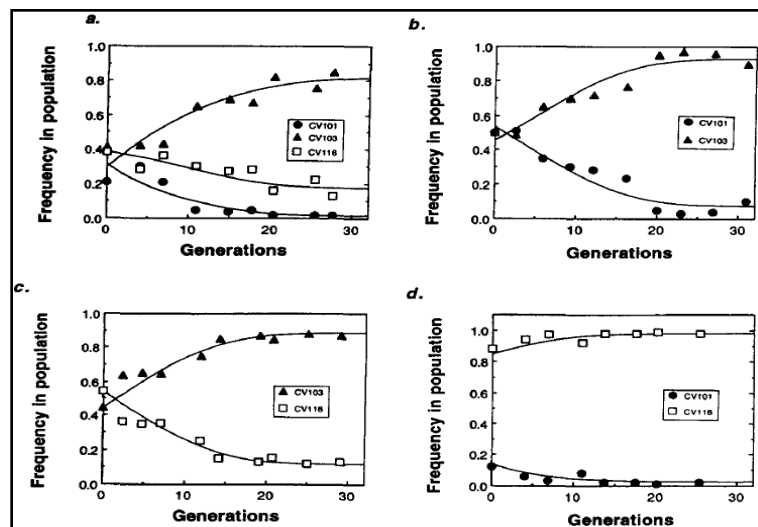 a.
Frequency in population
1.0
0.8
0.6
0.4
0.2
0.0
CV101
CV103
CV116
0 10 20 30
Generations
b.
Frequency in population
1.0
0.8
0.6
0.4
0.2
0.0
CV101
CV103
0 10 20 30
Generations
c.
Frequency in population
1.0
0.8
0.6
0.4
0.2
0.0
CV103
CV116
0 10 20 30
Generations
d.
Frequency in population
1.0
0.8
0.6
0.4
0.2
0.0
CV101
CV116
0 10 20 30
Generations